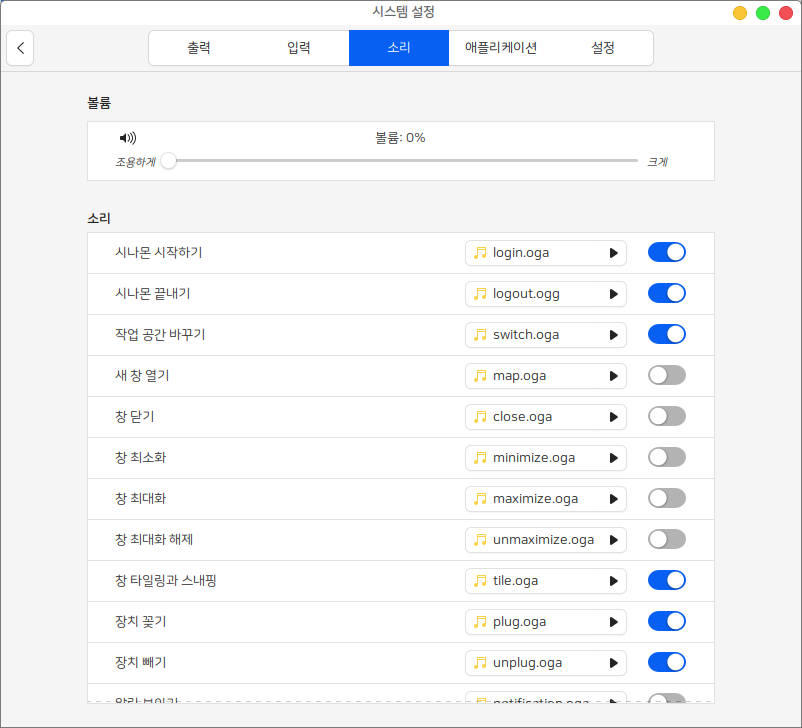 시스템 설정
출력 입력 소리 애플리케이션 설정
볼륨
볼륨: 0%
조용하게 크게
소리
시나몬 시작하기 login.oga
시나몬 끝내기 logout.ogg
작업 공간 바꾸기 switch.oga
새 창 열기 map.oga
창 닫기 close.oga
창 최소화 minimize.oga
창 최대화 maximize.oga
창 최대화 해제 unmaximize.oga
창 타일링과 스내핑 tile.oga
장치 꽂기 plug.oga
장치 빼기 unplug.oga
notification.oga